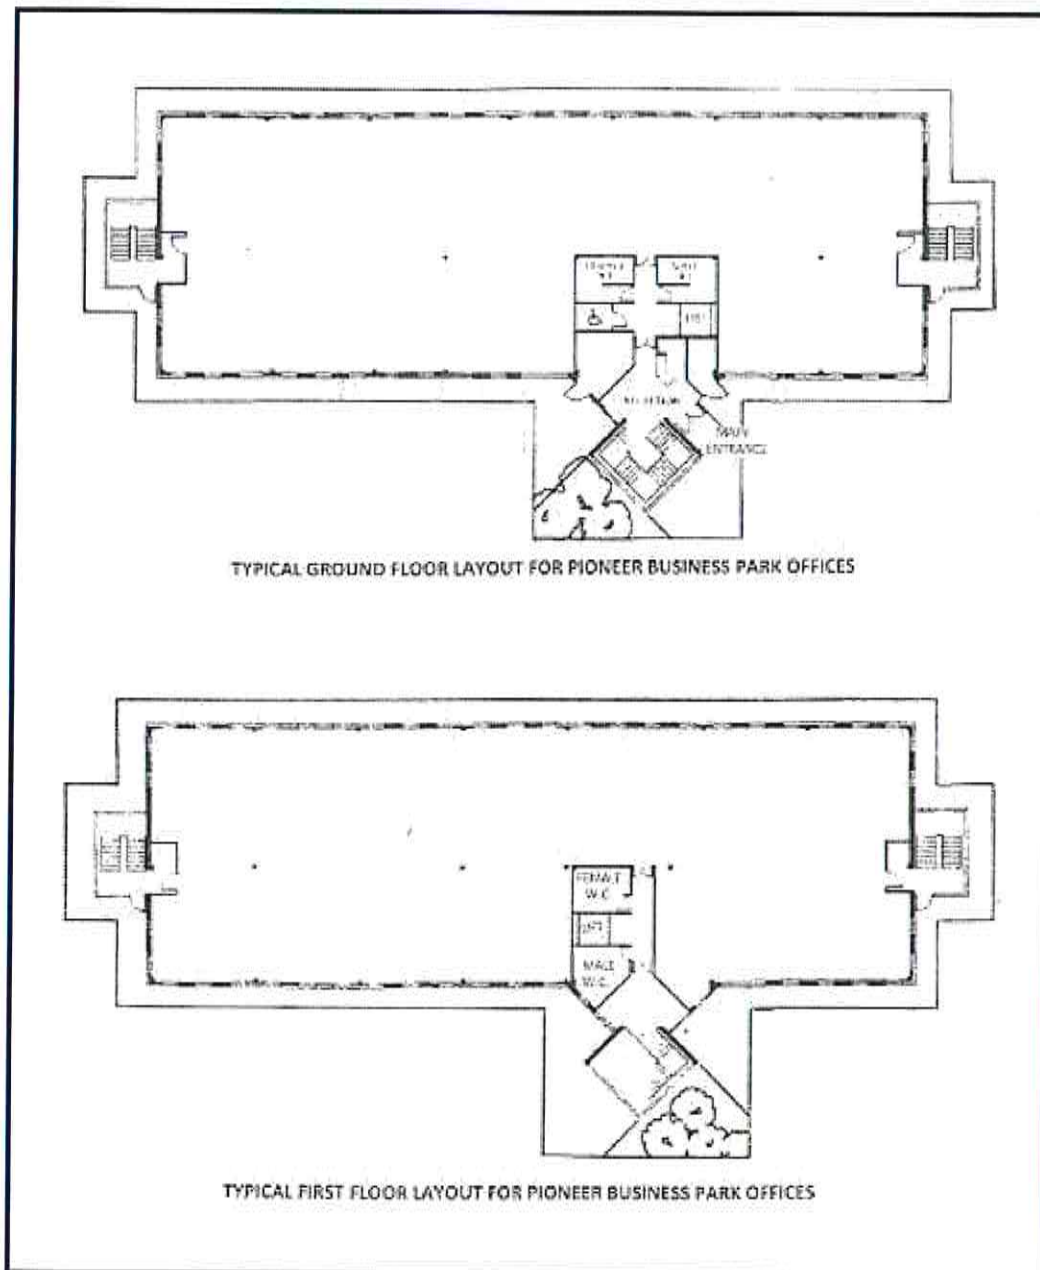 RECEPTION
MAIN
ENTRANCE
TYPICAL GROUND FLOOR LAYOUT FOR PIONEER BUSINESS PARK OFFICES
FEMALE
W.C.
LIFT
MALE
W.C.
TYPICAL FIRST FLOOR LAYOUT FOR PIONEER BUSINESS PARK OFFICES